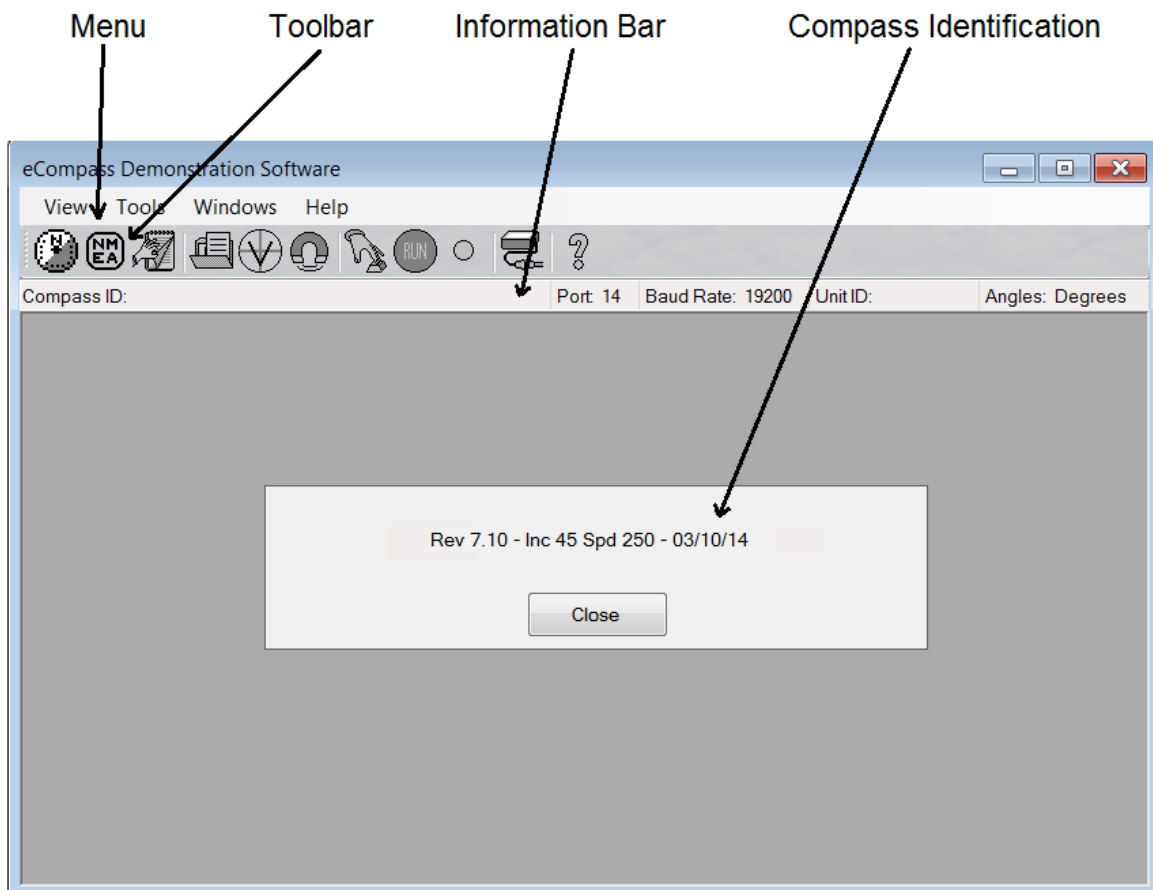 Menu Toolbar Information Bar Compass Identification
eCompass Demonstration Software
View Tools Windows Help
N NM EA RUN
Compass ID: Port: 14 Baud Rate: 19200 Unit ID: Angles: Degrees
Rev 7.10 - Inc 45 Spd 250 - 03/10/14
Close